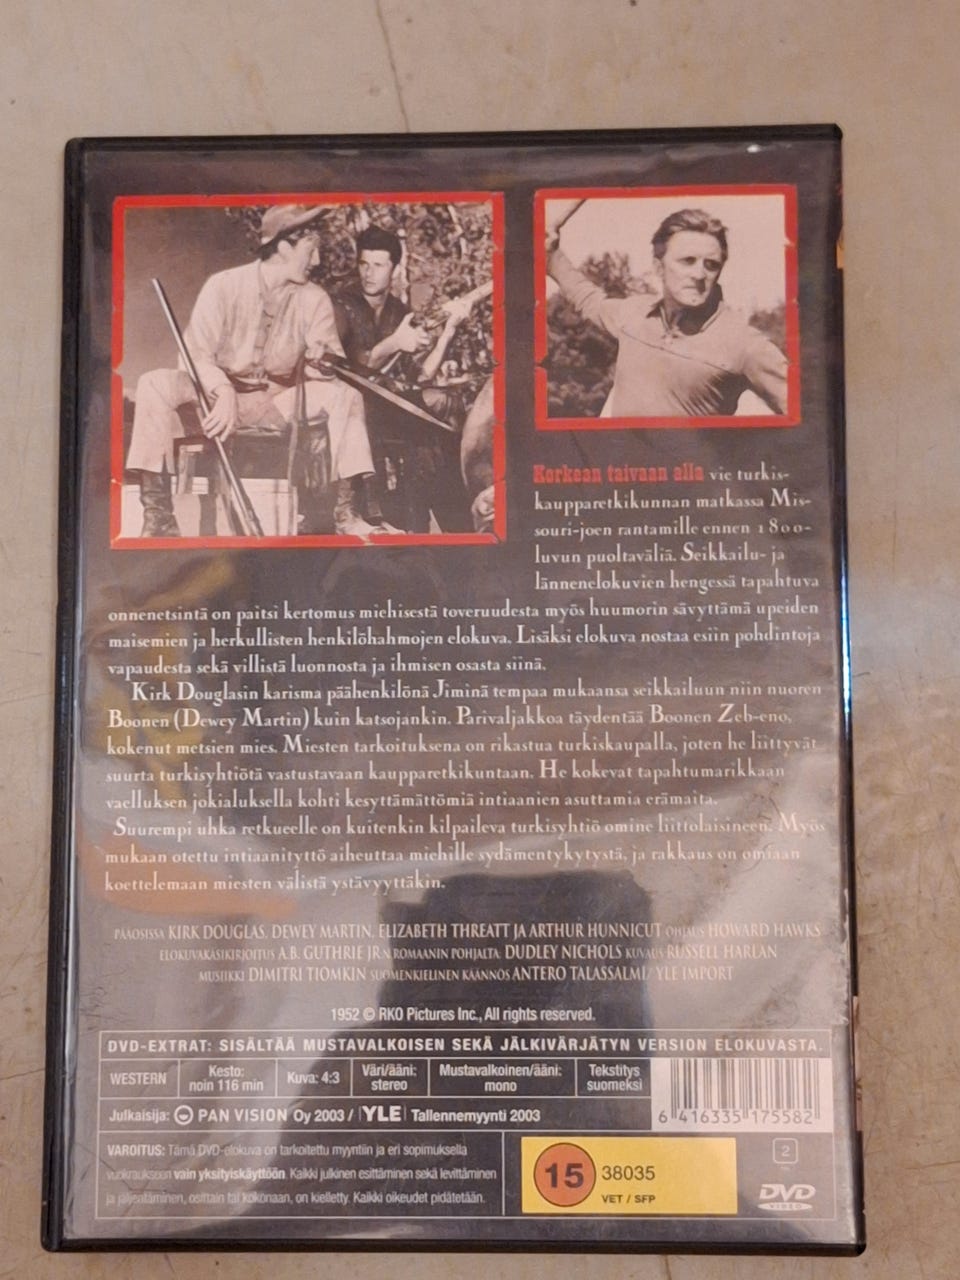 Korkean taivaan alla vie turkis-
kaupparetkikunnan matkassa Mis-
souri-joen rantamille ennen 1800-
luvun puoltaväliä. Seikkailu- ja
lännenelokuvien hengessä tapahtuva
onnenetsintä on paitsi kertomus miehisestä toveruudesta myös huumorin sävyttämä upeiden
maisemien ja herkullisten henkilöhahmojen elokuva. Lisäksi elokuva nostaa esiin pohdintoja
vapaudesta sekä villistä luonnosta ja ihmisen osasta siinä.
Kirk Douglasin karisma päähenkilönä Jiminä tempaa mukaansa seikkailuun niin nuoren
Boonen (Dewey Martin) kuin katsojankin. Parivaljakkoa täydentää Boonen Zeb-eno,
kokenut metsien mies. Miesten tarkoituksena on rikastua turkiskaupalla, joten he liittyvät
suurta turkisyhtiötä vastustavaan kaupparetkikuntaan. He kokevat tapahtumarikkaan
vaelluksen jokialuksella kohti kesyttämättömiä intiaanien asuttamia erämaita.
Suurempi uhka retkueelle on kuitenkin kilpaileva turkisyhtiö omine liittolaisineen. Myös
mukaan otettu intiaanityttö aiheuttaa miehille sydämentykytystä, ja rakkaus on omiaan
koettelemaan miesten välistä ystävyyttäkin.
PÄÄOSISSA KIRK DOUGLAS, DEWEY MARTIN, ELIZABETH THREATT JA ARTHUR HUNNICUT OHJAUS HOWARD HAWKS
ELOKUVAKÄSIKIRJOITUS A.B. GUTHRIE JR:N ROMAANIN POHJALTA: DUDLEY NICHOLS KUVAUS RUSSELL HARLAN
MUSIIKKI DIMITRI TIOMKIN SUOMENKIELINEN KÄÄNNÖS ANTERO TALASSALMI/ YLE IMPORT
1952 © RKO Pictures Inc., All rights reserved.
DVD-EXTRAT: SISÄLTÄÄ MUSTAVALKOISEN SEKÄ JÄLKIVÄRJÄTYN VERSION ELOKUVASTA.
WESTERN Kesto: noin 116 min Kuva: 4:3 Väri/ääni: stereo Mustavalkoinen/ääni: mono Tekstitys suomeksi
Julkaisija: PAN VISION Oy 2003 / YLE Tallennemyynti 2003
6 416335 175582
VAROITUS: Tämä DVD-elokuva on tarkoitettu myyntiin ja eri sopimuksella
vuokraukseen vain yksityiskäyttöön. Kaikki julkinen esittäminen sekä levittäminen
ja jäljentäminen, osittain tai kokonaan, on kielletty. Kaikki oikeudet pidätetään.
15 38035
VET / SFP
2
DVD
VIDEO